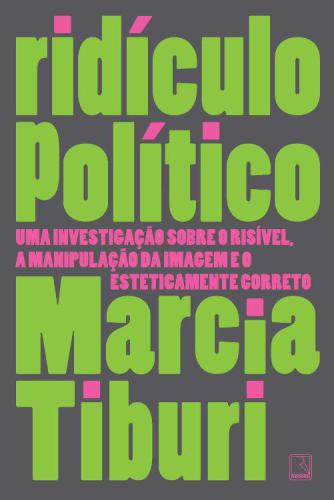 ridículo
político
UMA INVESTIGAÇÃO SOBRE O RISÍVEL,
A MANIPULAÇÃO DA IMAGEM E O
ESTETICAMENTE CORRETO
Marcia
Tiburi